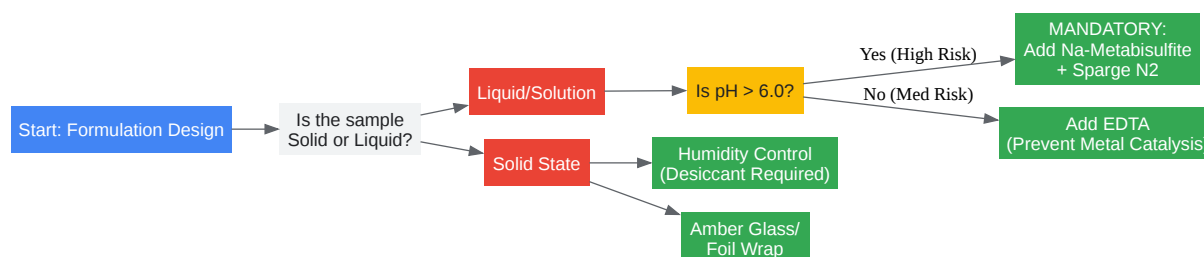 Start: Formulation Design
Is the sample
Solid or Liquid?
Liquid/Solution
Solid State
Is pH > 6.0?
Humidity Control
(Desiccant Required)
Amber Glass/
Foil Wrap
Yes (High Risk)
No (Med Risk)
MANDATORY:
Add Na-Metabisulfite
+ Sparge N2
Add EDTA
(Prevent Metal Catalysis